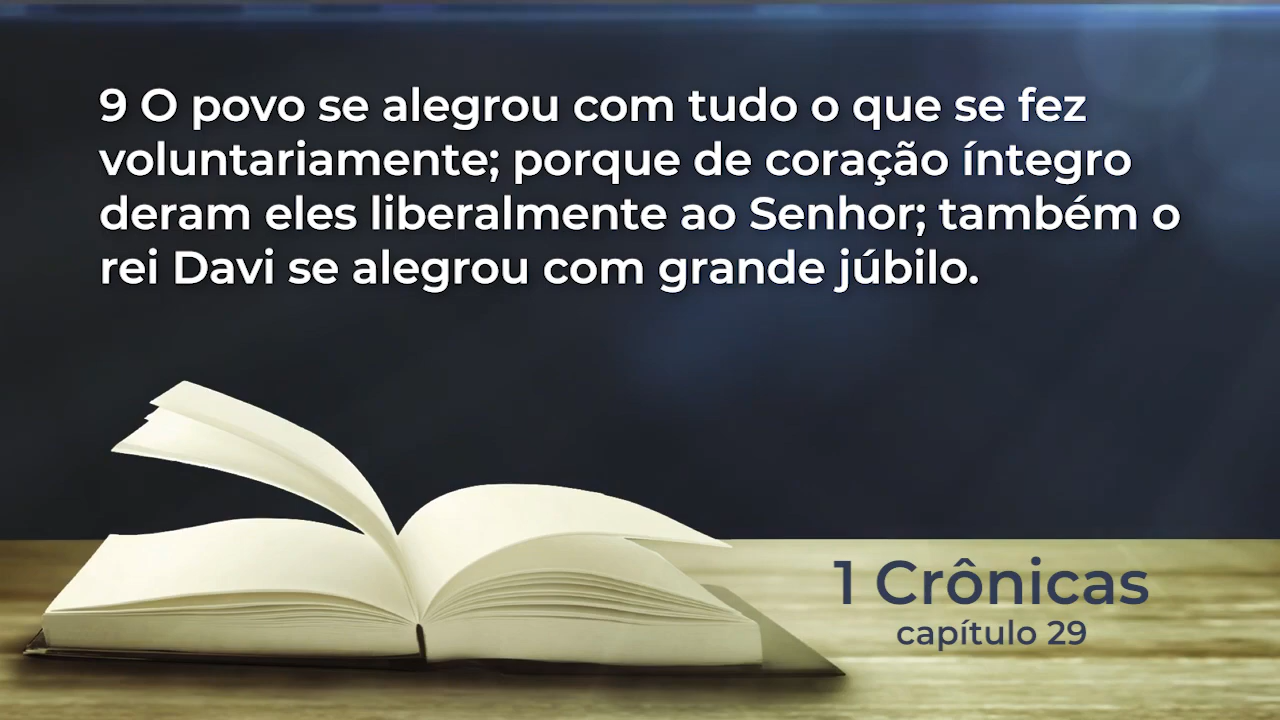 9 O povo se alegrou com tudo o que se fez
voluntariamente; porque de coração íntegro
deram eles liberalmente ao Senhor; também o
rei Davi se alegrou com grande júbilo.
1 Crônicas
capítulo 29